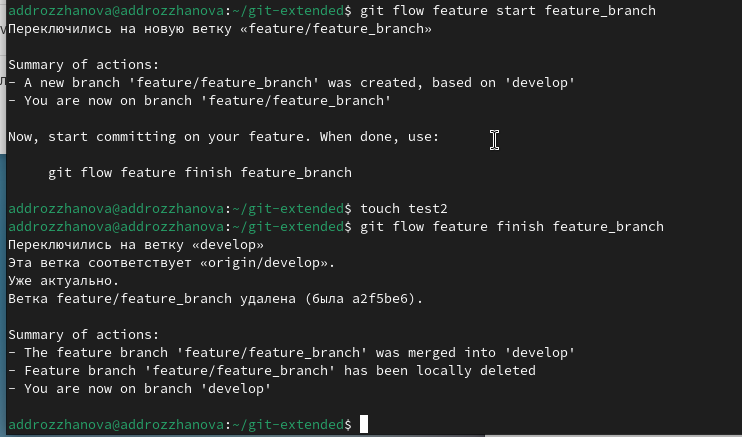 addrozzhanova@addrozzhanova:~/git-extended$ git flow feature start feature_branch
Переключились на новую ветку «feature/feature_branch»
Summary of actions:
- A new branch 'feature/feature_branch' was created, based on 'develop'
- You are now on branch 'feature/feature_branch'
Now, start committing on your feature. When done, use:
git flow feature finish feature_branch
addrozzhanova@addrozzhanova:~/git-extended$ touch test2
addrozzhanova@addrozzhanova:~/git-extended$ git flow feature finish feature_branch
Переключились на ветку «develop»
Эта ветка соответствует «origin/develop».
Уже актуально.
Ветка feature/feature_branch удалена (была a2f5be6).
Summary of actions:
- The feature branch 'feature/feature_branch' was merged into 'develop'
- Feature branch 'feature/feature_branch' has been locally deleted
- You are now on branch 'develop'
addrozzhanova@addrozzhanova:~/git-extended$